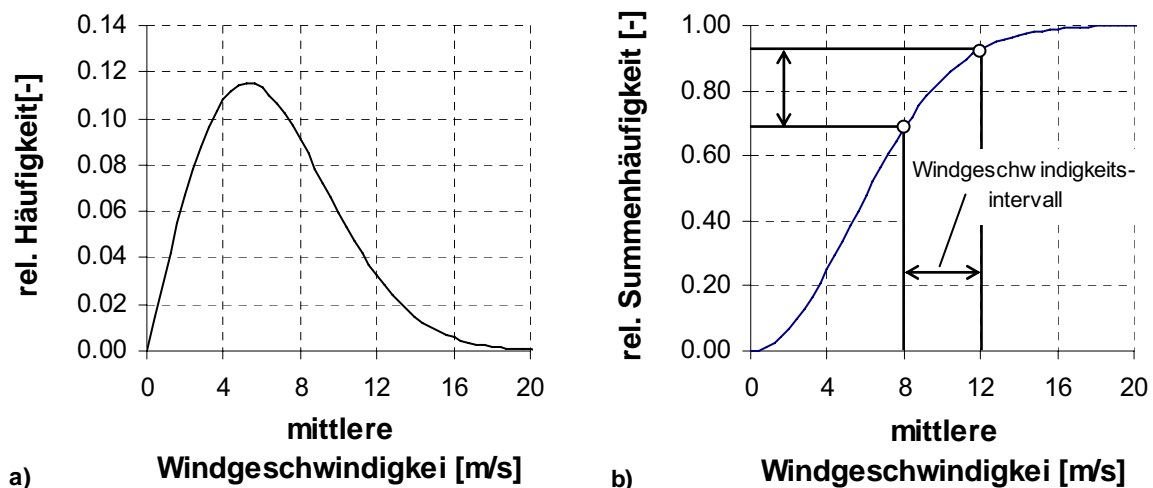 rel. Häufigkeit[-]
0.14
0.12
0.10
0.08
0.06
0.04
0.02
0.00
0 4 8 12 16 20
mittlere
Windgeschwindigkei [m/s]
a)
rel. Summenhäufigkeit [-]
1.00
0.80
0.60
0.40
0.20
0.00
Windgeschwindigkeits-
intervall
0 4 8 12 16 20
mittlere
Windgeschwindigkei [m/s]
b)